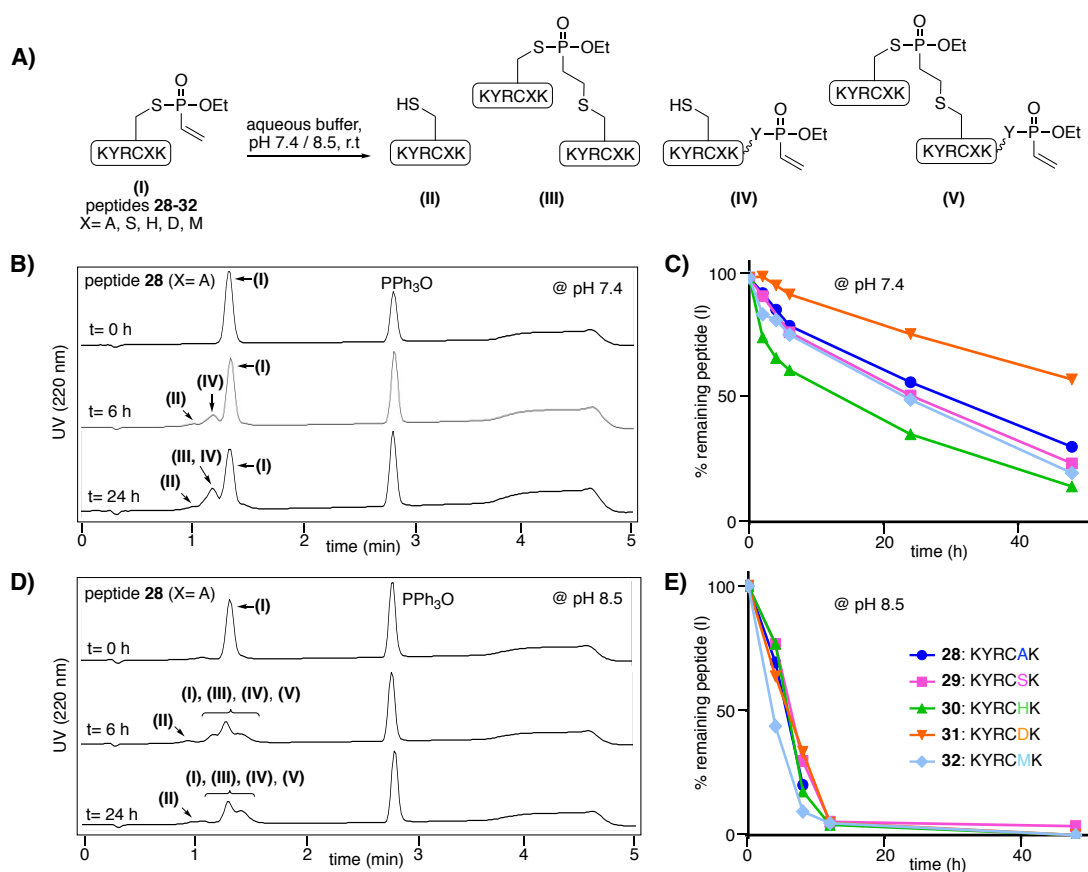 A)
O
S P OEt
KYRCXK
(I)
peptides 28-32
X= A, S, H, D, M
aqueous buffer,
pH 7.4 / 8.5, r.t
HS
KYRCXK
(II)
O
S P OEt
KYRCXK
S
KYRCXK
(III)
HS
O
Y P OEt
KYRCXK
(IV)
O
S P OEt
KYRCXK
S
O
Y P OEt
KYRCXK
(V)
B)
peptide 28 (X= A)
(I)
PPh3O
@ pH 7.4
t= 0 h
(I)
(IV)
(II)
t= 6 h
(III, IV)
(I)
(II)
t= 24 h
UV (220 nm)
0 1 2 3 4 5
time (min)
C)
100
@ pH 7.4
50
0
20 40
time (h)
% remaining peptide (I)
D)
peptide 28 (X= A)
(I)
PPh3O
@ pH 8.5
t= 0 h
(I), (III), (IV), (V)
(II)
t= 6 h
(I), (III), (IV), (V)
(II)
t= 24 h
UV (220 nm)
0 1 2 3 4 5
time (min)
E)
100
@ pH 8.5
28: KYRCAK
29: KYRCSK
30: KYRCHK
31: KYRCDK
32: KYRCMK
50
0
20 40
time (h)
% remaining peptide (I)